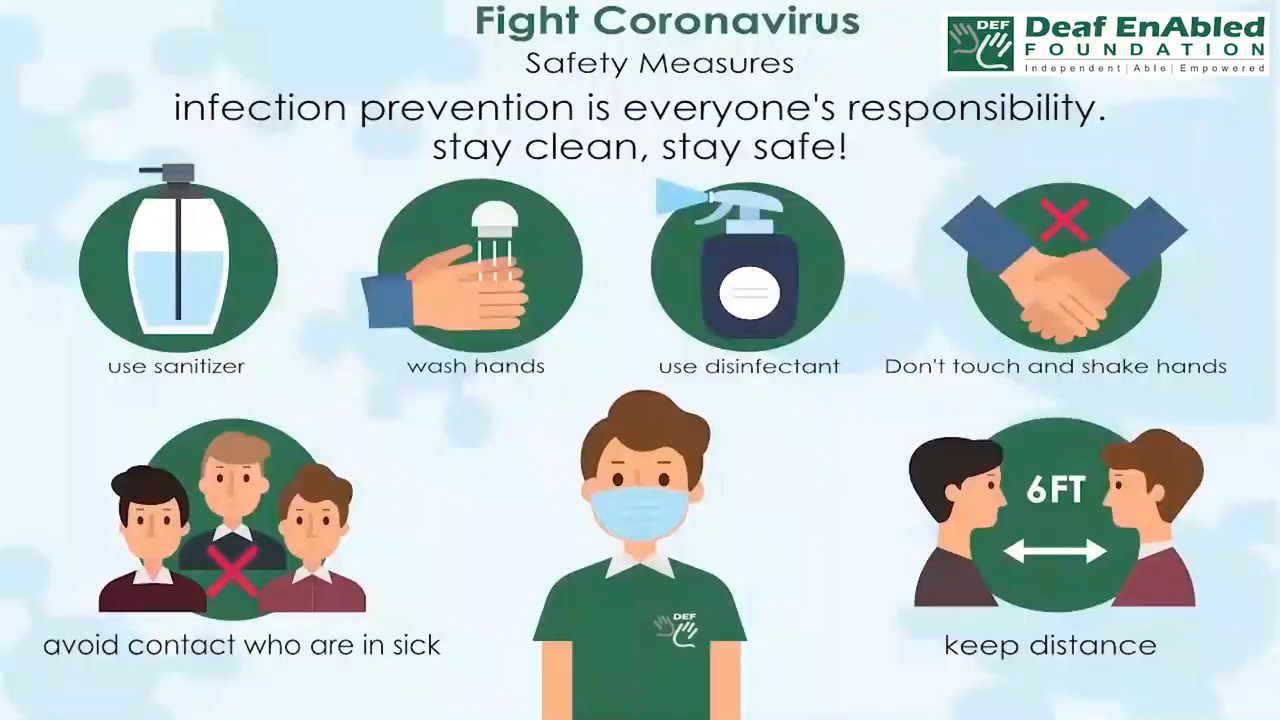 Fight Coronavirus
Safety Measures
infection prevention is everyone's responsibility.
stay clean, stay safe!
DEF
Deaf EnAbled
FOUNDATION
Independent | Able | Empowered
use sanitizer
wash hands
use disinfectant
Don't touch and shake hands
6 FT
DEF
avoid contact who are in sick
keep distance